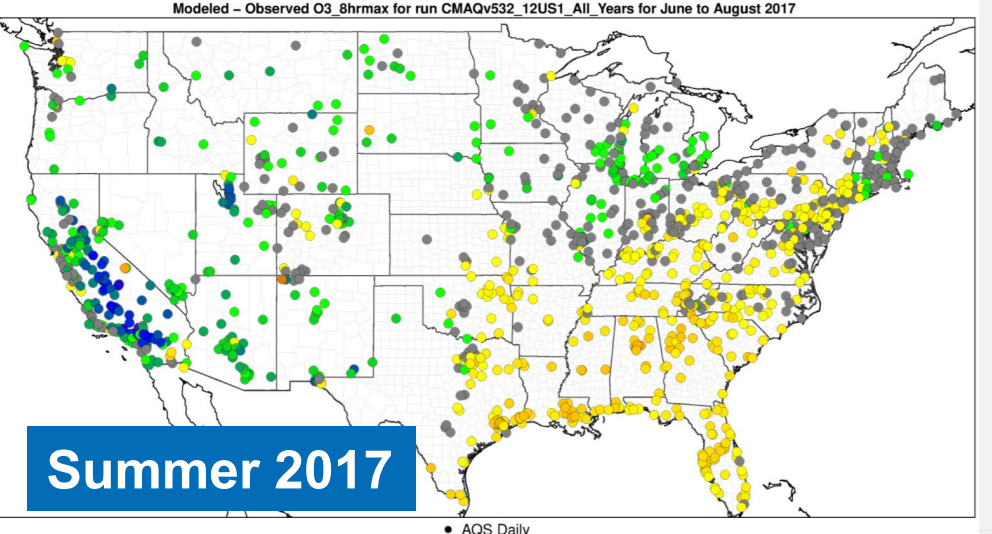 Modeled − Observed O3_8hrmax for run CMAQv532_12US1_All_Years for June to August 2017
Summer 2017
● AQS Daily